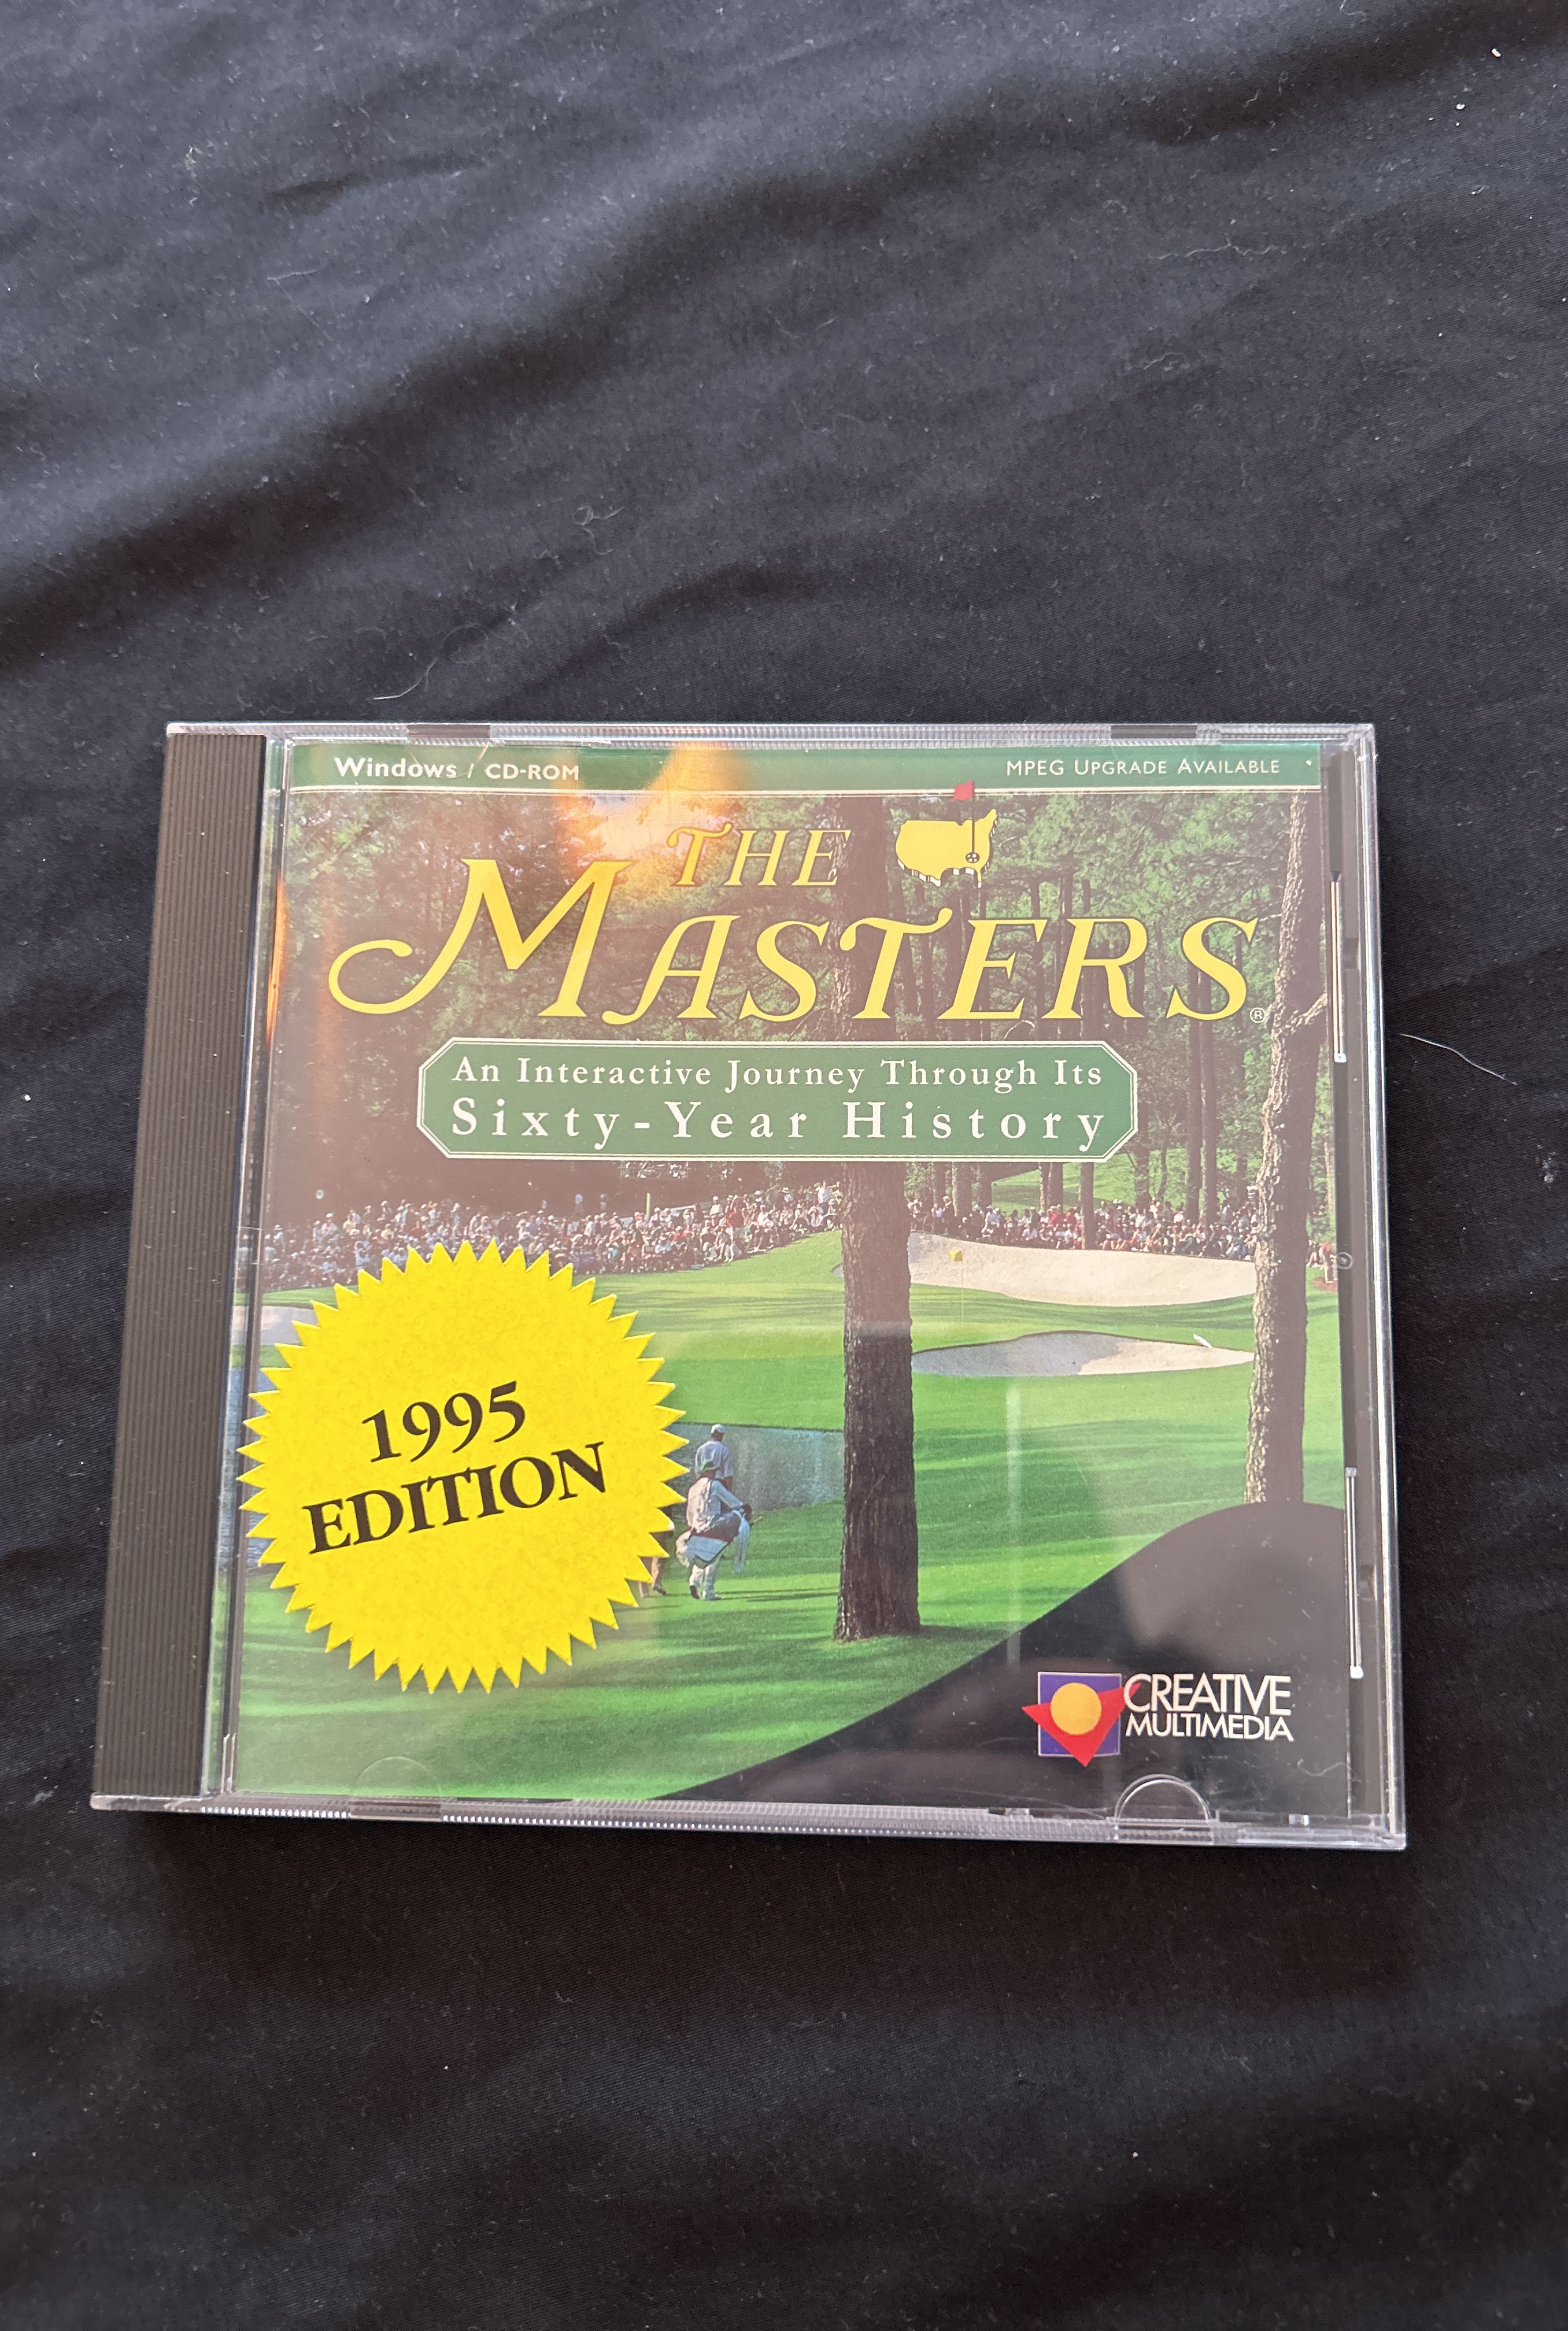 Windows / CD-ROM
MPEG UPGRADE AVAILABLE
THE
MASTERS®
An Interactive Journey Through Its
Sixty-Year History
1995
EDITION
CREATIVE
MULTIMEDIA